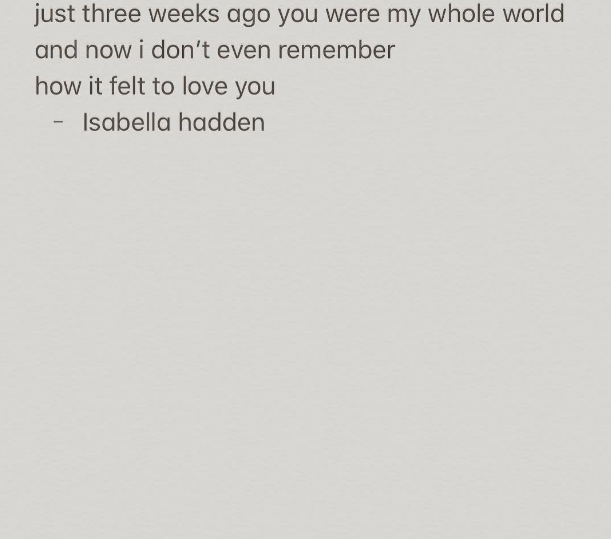 just three weeks ago you were my whole world
and now i don’t even remember
how it felt to love you
– Isabella hadden